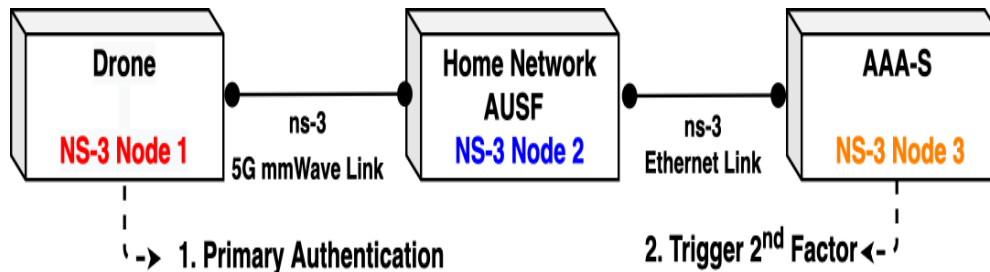 Drone
NS-3 Node 1
ns-3
5G mmWave Link
Home Network
AUSF
NS-3 Node 2
ns-3
Ethernet Link
AAA-S
NS-3 Node 3
1. Primary Authentication
2. Trigger 2nd Factor